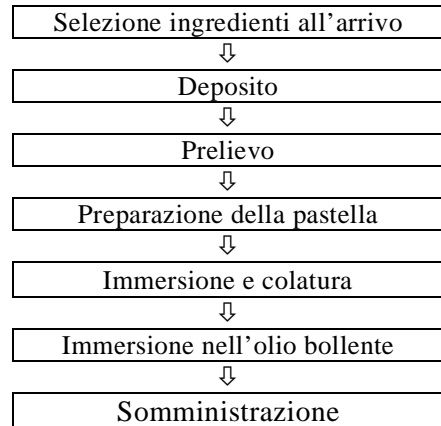 Selezione ingredienti all'arrivo
⇩
Deposito
⇩
Prelievo
⇩
Preparazione della pastella
⇩
Immersione e colatura
⇩
Immersione nell'olio bollente
⇩
Somministrazione